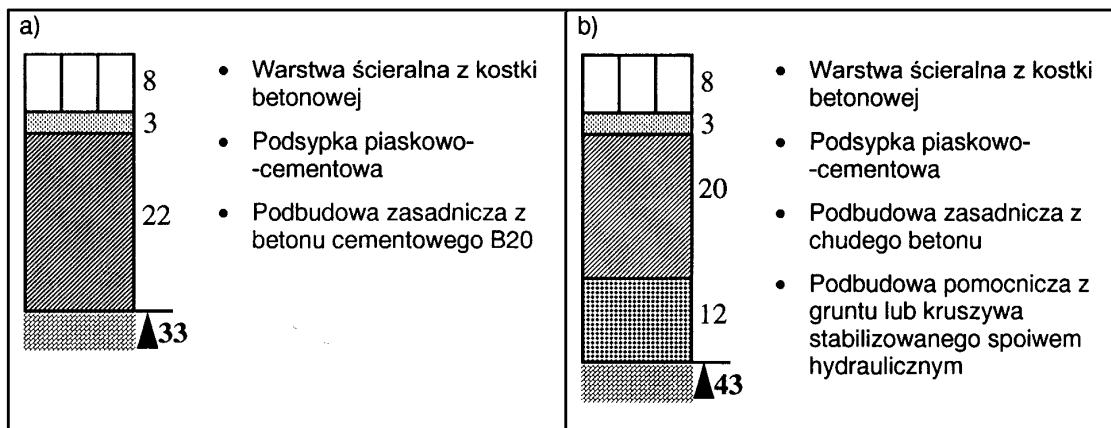 a)
8
3
22
33
• Warstwa ścieralna z kostki
betonowej
• Podsypka piaskowo-
-cementowa
• Podbudowa zasadnicza z
betonu cementowego B20
b)
8
3
20
12
43
• Warstwa ścieralna z kostki
betonowej
• Podsypka piaskowo-
-cementowa
• Podbudowa zasadnicza z
chudego betonu
• Podbudowa pomocnicza z
gruntu lub kruszywa
stabilizowanego spoiwem
hydraulicznym